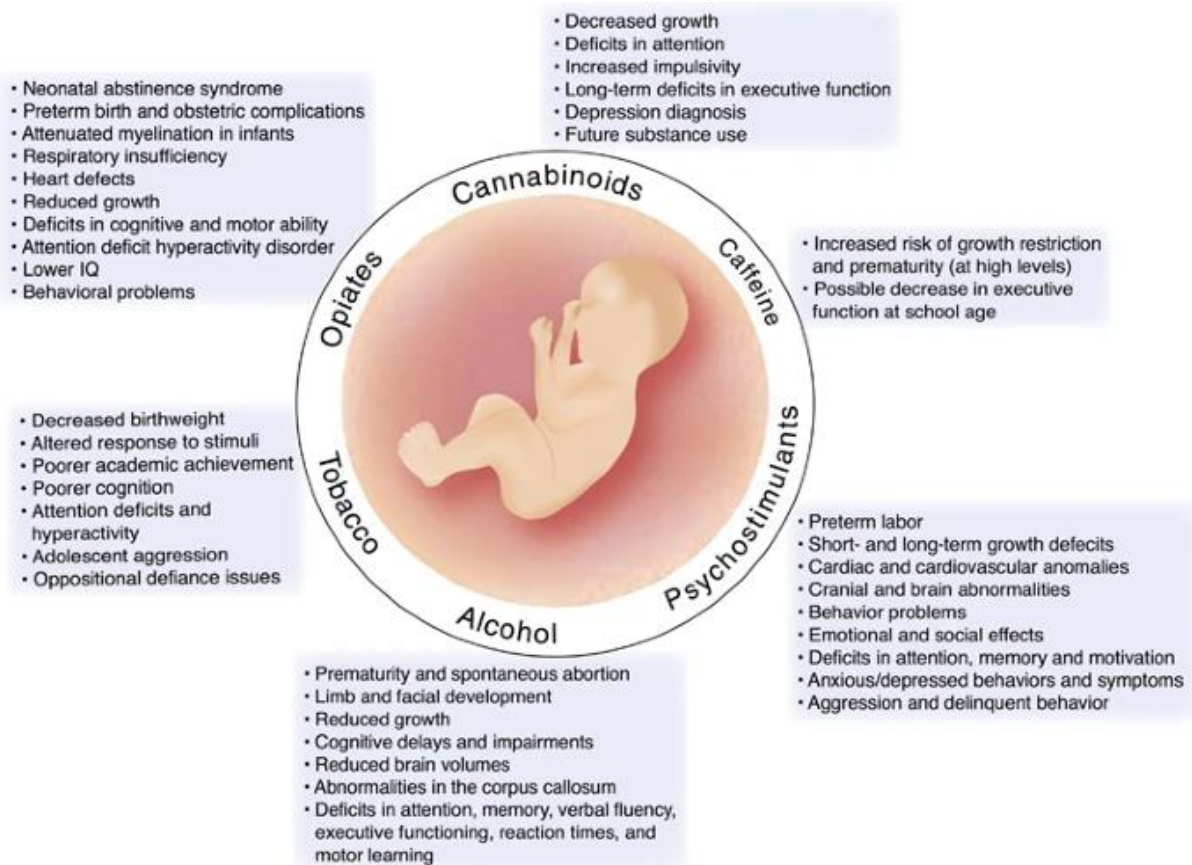 • Decreased growth
• Deficits in attention
• Increased impulsivity
• Long-term deficits in executive function
• Depression diagnosis
• Future substance use
• Neonatal abstinence syndrome
• Preterm birth and obstetric complications
• Attenuated myelination in infants
• Respiratory insufficiency
• Heart defects
• Reduced growth
• Deficits in cognitive and motor ability
• Attention deficit hyperactivity disorder
• Lower IQ
• Behavioral problems
Cannabinoids
Opiates
Caffeine
• Increased risk of growth restriction
and prematurity (at high levels)
• Possible decrease in executive
function at school age
• Decreased birthweight
• Altered response to stimuli
• Poorer academic achievement
• Poorer cognition
• Attention deficits and
hyperactivity
• Adolescent aggression
• Oppositional defiance issues
Tobacco
Psychostimulants
Alcohol
• Preterm labor
• Short- and long-term growth defecits
• Cardiac and cardiovascular anomalies
• Cranial and brain abnormalities
• Behavior problems
• Emotional and social effects
• Deficits in attention, memory and motivation
• Anxious/depressed behaviors and symptoms
• Aggression and delinquent behavior
• Prematurity and spontaneous abortion
• Limb and facial development
• Reduced growth
• Cognitive delays and impairments
• Reduced brain volumes
• Abnormalities in the corpus callosum
• Deficits in attention, memory, verbal fluency,
executive functioning, reaction times, and
motor learning